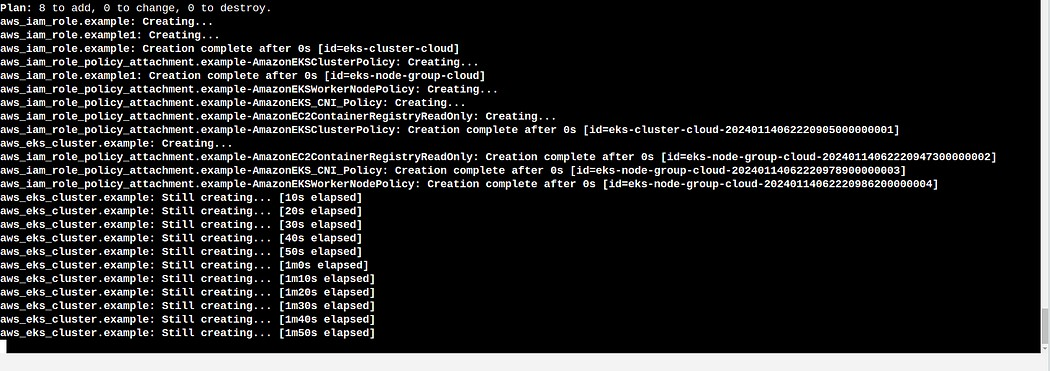 Plan: 8 to add, 0 to change, 0 to destroy.
aws_iam_role.example: Creating...
aws_iam_role.example1: Creating...
aws_iam_role.example: Creation complete after 0s [id=eks-cluster-cloud]
aws_iam_role_policy_attachment.example-AmazonEKSClusterPolicy: Creating...
aws_iam_role.example1: Creation complete after 0s [id=eks-node-group-cloud]
aws_iam_role_policy_attachment.example-AmazonEKSWorkerNodePolicy: Creating...
aws_iam_role_policy_attachment.example-AmazonEKS_CNI_Policy: Creating...
aws_iam_role_policy_attachment.example-AmazonEC2ContainerRegistryReadOnly: Creating...
aws_iam_role_policy_attachment.example-AmazonEKSClusterPolicy: Creation complete after 0s [id=eks-cluster-cloud-20240114062220905000000001]
aws_eks_cluster.example: Creating...
aws_iam_role_policy_attachment.example-AmazonEC2ContainerRegistryReadOnly: Creation complete after 0s [id=eks-node-group-cloud-20240114062220947300000002]
aws_iam_role_policy_attachment.example-AmazonEKS_CNI_Policy: Creation complete after 0s [id=eks-node-group-cloud-20240114062220978900000003]
aws_iam_role_policy_attachment.example-AmazonEKSWorkerNodePolicy: Creation complete after 0s [id=eks-node-group-cloud-20240114062220986200000004]
aws_eks_cluster.example: Still creating... [10s elapsed]
aws_eks_cluster.example: Still creating... [20s elapsed]
aws_eks_cluster.example: Still creating... [30s elapsed]
aws_eks_cluster.example: Still creating... [40s elapsed]
aws_eks_cluster.example: Still creating... [50s elapsed]
aws_eks_cluster.example: Still creating... [1m0s elapsed]
aws_eks_cluster.example: Still creating... [1m10s elapsed]
aws_eks_cluster.example: Still creating... [1m20s elapsed]
aws_eks_cluster.example: Still creating... [1m30s elapsed]
aws_eks_cluster.example: Still creating... [1m40s elapsed]
aws_eks_cluster.example: Still creating... [1m50s elapsed]